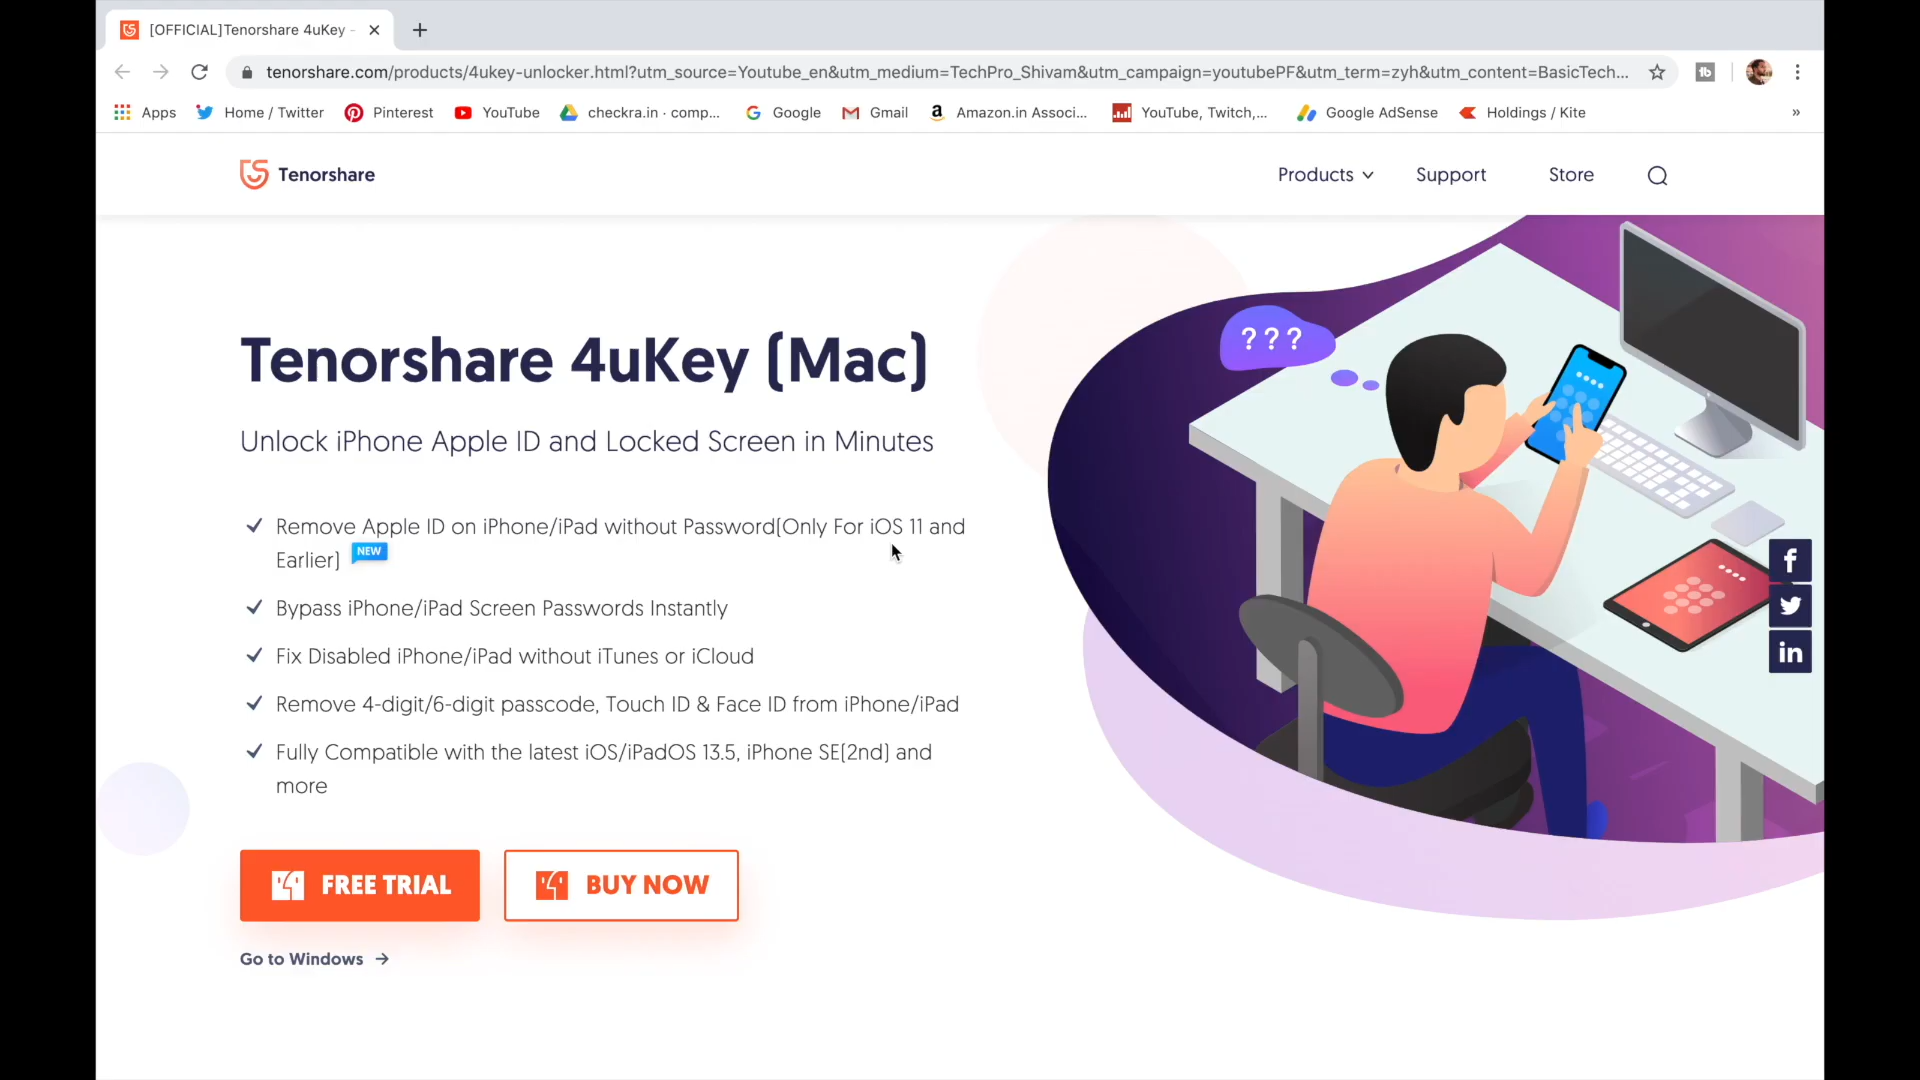 [OFFICIAL]Tenorshare 4uKey -
tenorshare.com/products/4ukey-unlocker.html?utm_source=Youtube_en&utm_medium=TechPro_Shivam&utm_campaign=youtubePF&utm_term=zyh&utm_content=BasicTech...
Apps Home / Twitter Pinterest YouTube checkra.in · comp... Google Gmail Amazon.in Associ... YouTube, Twitch,... Google AdSense Holdings / Kite »
Tenorshare
Products Support Store
Tenorshare 4uKey (Mac)
Unlock iPhone Apple ID and Locked Screen in Minutes
Remove Apple ID on iPhone/iPad without Password(Only For iOS 11 and
Earlier) NEW
Bypass iPhone/iPad Screen Passwords Instantly
Fix Disabled iPhone/iPad without iTunes or iCloud
Remove 4-digit/6-digit passcode, Touch ID & Face ID from iPhone/iPad
Fully Compatible with the latest iOS/iPadOS 13.5, iPhone SE(2nd) and
more
FREE TRIAL BUY NOW
Go to Windows →
???
f
in